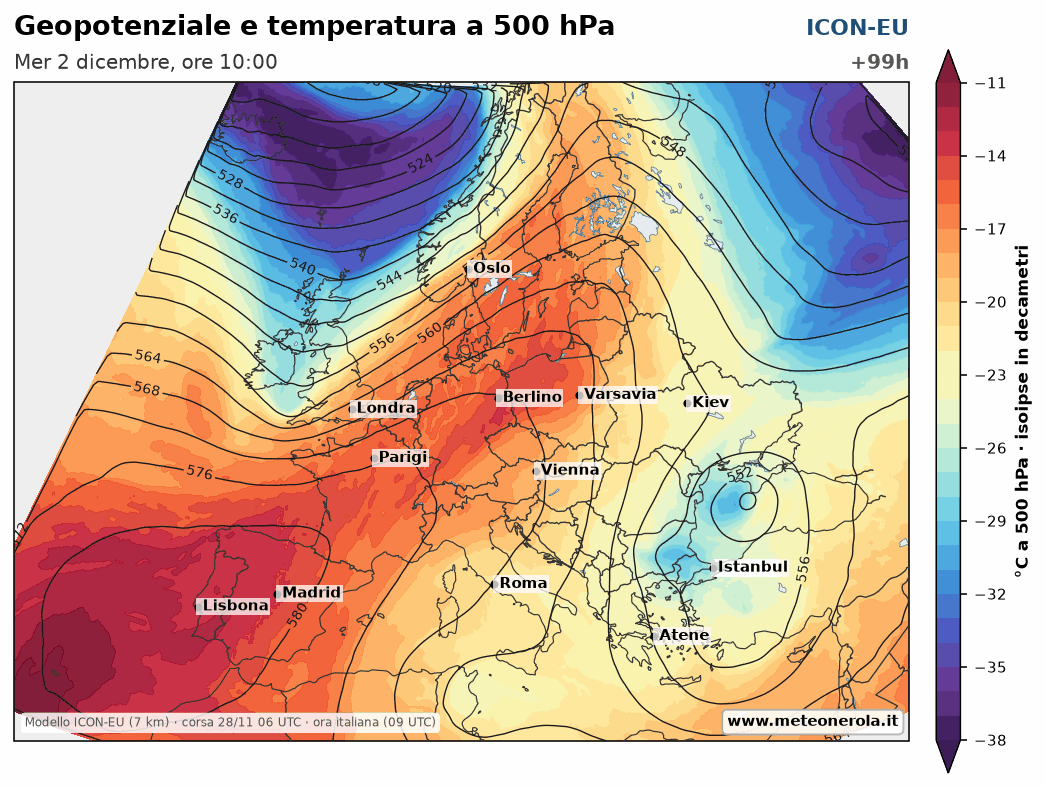 Geopotenziale e temperatura a 500 hPa
ICON-EU
Mer 2 dicembre, ore 10:00
+99h
524
548
528
536
540
544
Oslo
556
560
564
568
Londra
Berlino
Varsavia
Kiev
Parigi
576
Vienna
552
Istanbul
556
Roma
Madrid
Lisbona
580
Atene
Modello ICON-EU (7 km) · corsa 28/11 06 UTC · ora italiana (09 UTC)
www.meteonerola.it
−11
−14
−17
−20
−23
−26
−29
−32
−35
−38
°C a 500 hPa · isoipse in decametri